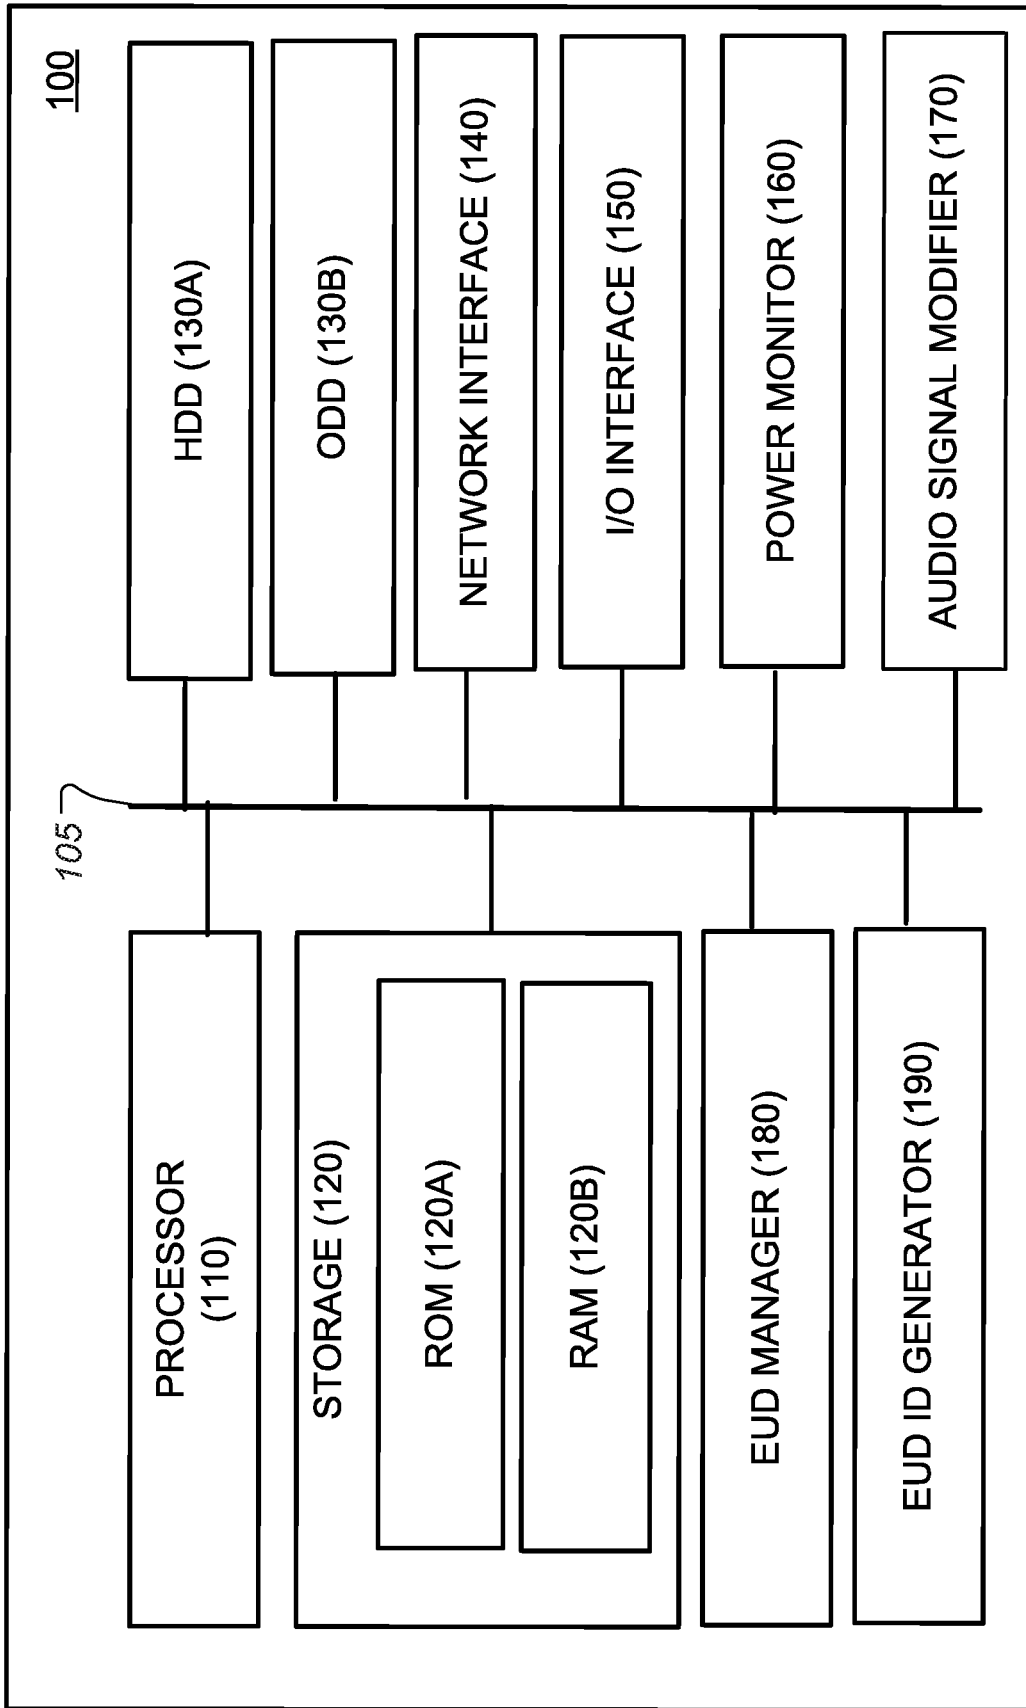 100
105
PROCESSOR
(110)
STORAGE (120)
ROM (120A)
RAM (120B)
EUD MANAGER (180)
EUD ID GENERATOR (190)
HDD (130A)
ODD (130B)
NETWORK INTERFACE (140)
I/O INTERFACE (150)
POWER MONITOR (160)
AUDIO SIGNAL MODIFIER (170)